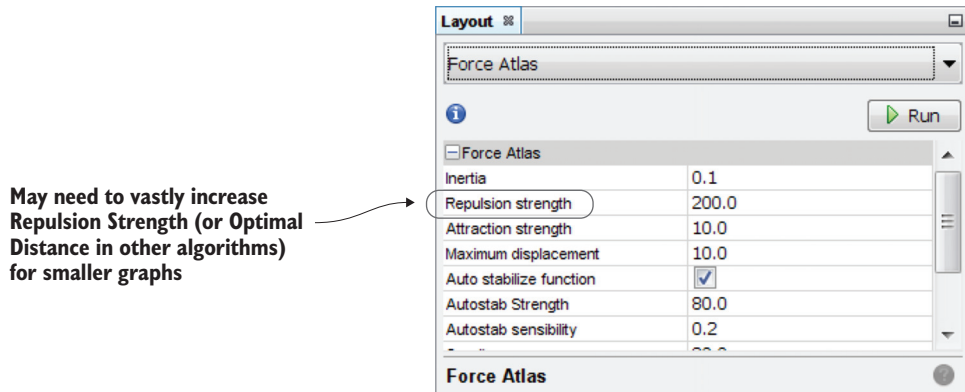 Layout
Force Atlas
Run
Force Atlas
Inertia 0.1
Repulsion strength 200.0
Attraction strength 10.0
Maximum displacement 10.0
Auto stabilize function
Autostab Strength 80.0
Autostab sensibility 0.2
Force Atlas
May need to vastly increase
Repulsion Strength (or Optimal
Distance in other algorithms)
for smaller graphs